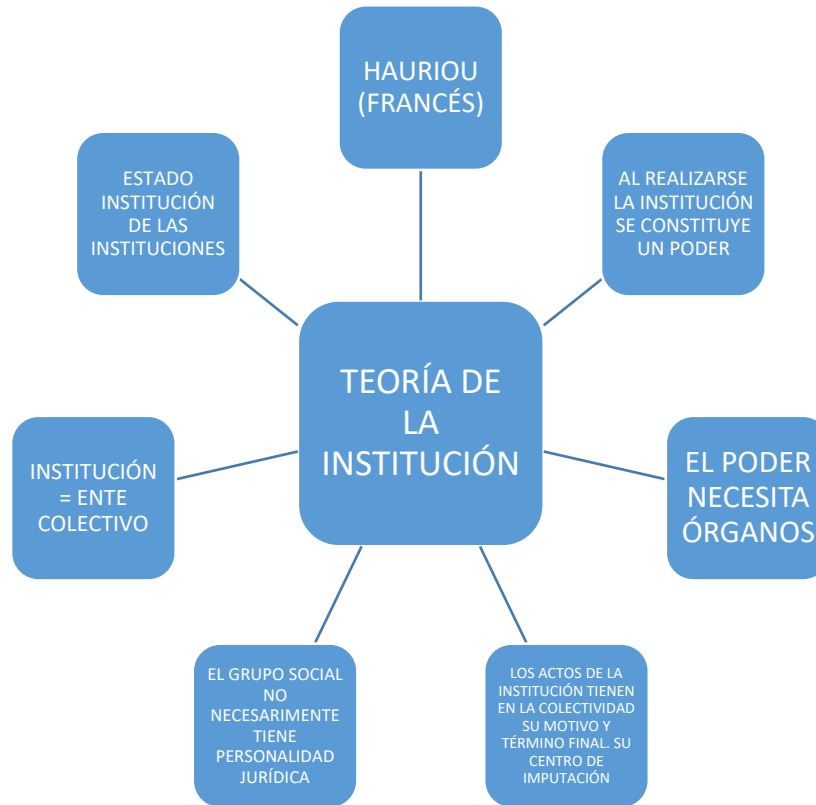 HAURIOU
(FRANCÉS)
AL REALIZARSE
LA INSTITUCIÓN
SE CONSTITUYE
UN PODER
EL PODER
NECESITA
ÓRGANOS
LOS ACTOS DE LA
INSTITUCIÓN TIENEN
EN LA COLECTIVIDAD
SU MOTIVO Y
TÉRMINO FINAL. SU
CENTRO DE
IMPUTACIÓN
EL GRUPO SOCIAL
NO
NECESARIMENTE
TIENE
PERSONALIDAD
JURÍDICA
INSTITUCIÓN
= ENTE
COLECTIVO
ESTADO
INSTITUCIÓN
DE LAS
INSTITUCIONES
TEORÍA DE
LA
INSTITUCIÓN